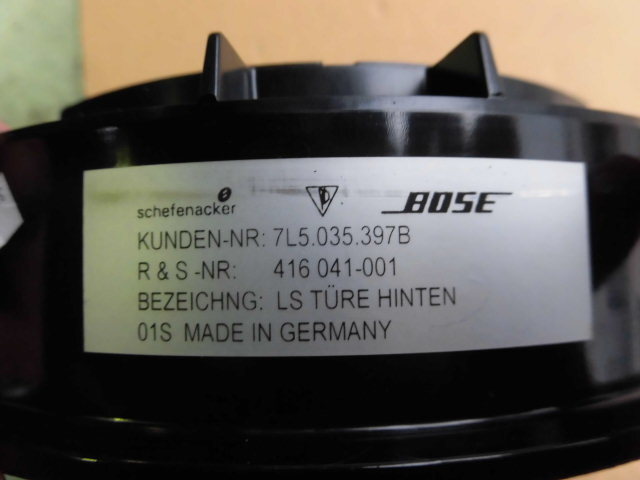 schefenacker BOSE
KUNDEN-NR: 7L5.035.397B
R & S -NR: 416 041-001
BEZEICHNG: LS TÜRE HINTEN
01S MADE IN GERMANY